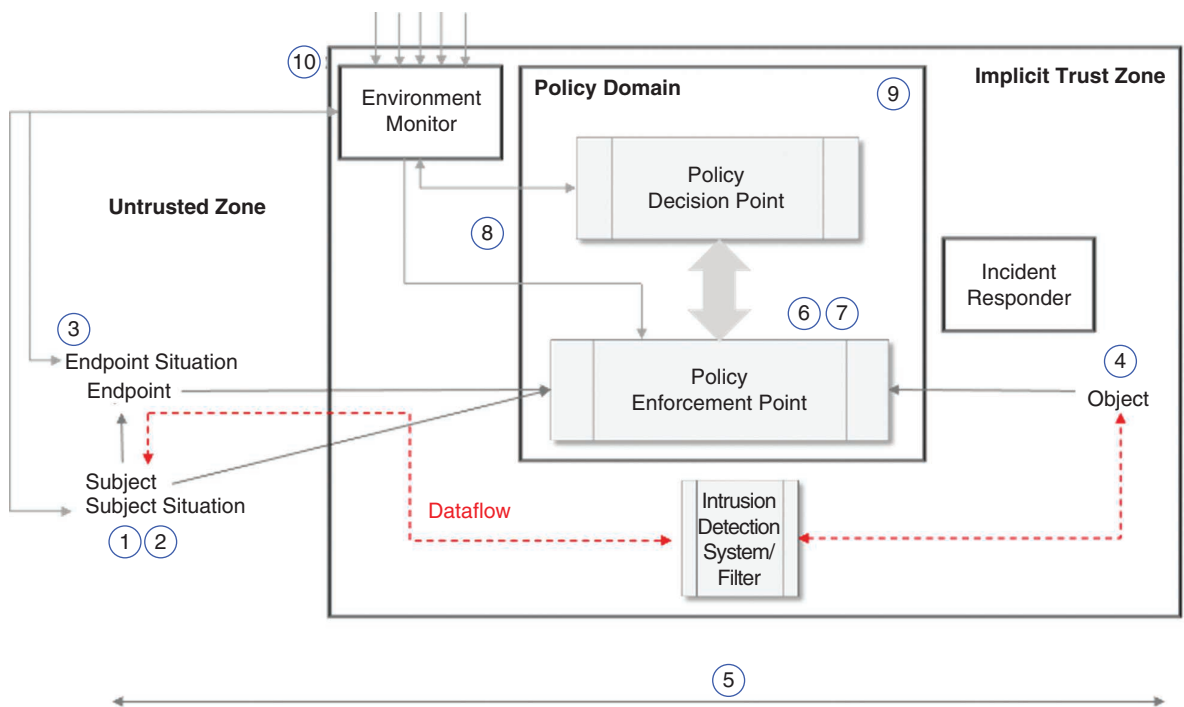 10
Environment
Monitor
Policy Domain
9
Implicit Trust Zone
Policy
Decision Point
Untrusted Zone
8
Incident
Responder
6 7
3
Endpoint Situation
Endpoint
Policy
Enforcement Point
4
Object
Subject
Subject Situation
1 2
Dataflow
Intrusion
Detection
System/
Filter
5